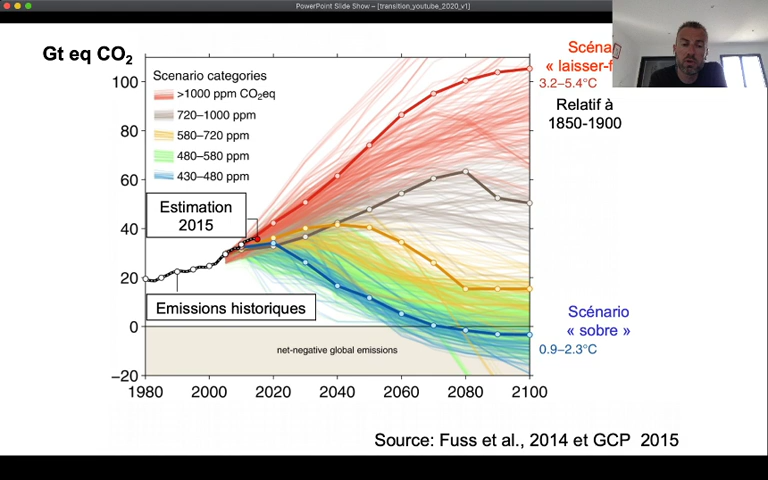 PowerPoint Slide Show – [transition_youtube_2020_v1]
Gt eq CO2
Scéna
« laisser-f
3.2–5.4°C
Relatif à
1850-1900
100
80
60
40
20
0
−20
Scenario categories
>1000 ppm CO2eq
720–1000 ppm
580–720 ppm
480–580 ppm
430–480 ppm
Estimation
2015
Emissions historiques
net-negative global emissions
Scénario
« sobre »
0.9–2.3°C
1980 2000 2020 2040 2060 2080 2100
Source: Fuss et al., 2014 et GCP 2015